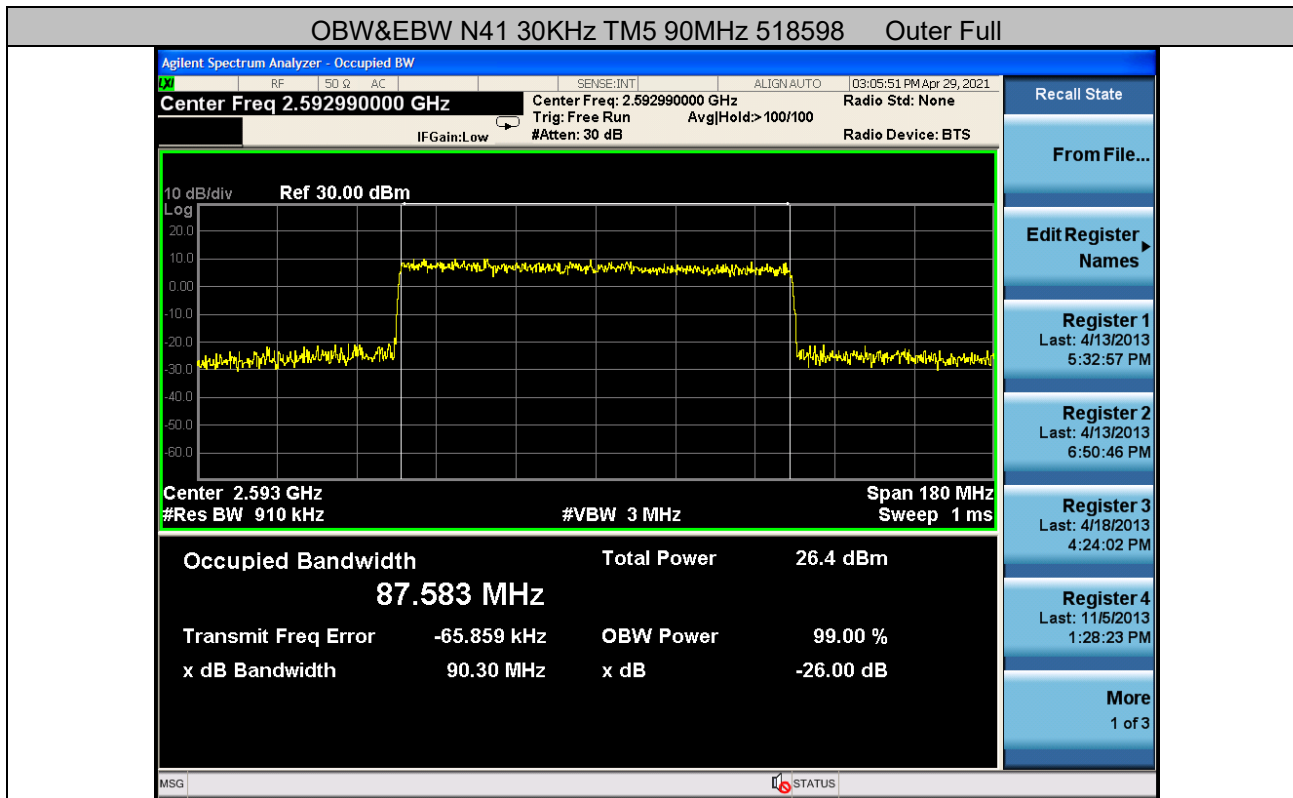 OBW&EBW N41 30KHz TM5 90MHz 518598 Outer Full
Agilent Spectrum Analyzer - Occupied BW
LXI RF 50 Ω AC SENSE:INT ALIGN AUTO 03:05:51 PM Apr 29, 2021
Center Freq 2.592990000 GHz
Center Freq: 2.592990000 GHz
Radio Std: None
Trig: Free Run Avg|Hold:>100/100
IFGain:Low #Atten: 30 dB Radio Device: BTS
10 dB/div Ref 30.00 dBm
Log
20.0
10.0
0.00
-10.0
-20.0
-30.0
-40.0
-50.0
-60.0
Center 2.593 GHz Span 180 MHz
#Res BW 910 kHz #VBW 3 MHz Sweep 1 ms
Occupied Bandwidth Total Power 26.4 dBm
87.583 MHz
Transmit Freq Error -65.859 kHz OBW Power 99.00 %
x dB Bandwidth 90.30 MHz x dB -26.00 dB
Recall State
From File...
Edit Register
Names
Register 1
Last: 4/13/2013
5:32:57 PM
Register 2
Last: 4/13/2013
6:50:46 PM
Register 3
Last: 4/18/2013
4:24:02 PM
Register 4
Last: 11/5/2013
1:28:23 PM
More
1 of 3
MSG STATUS